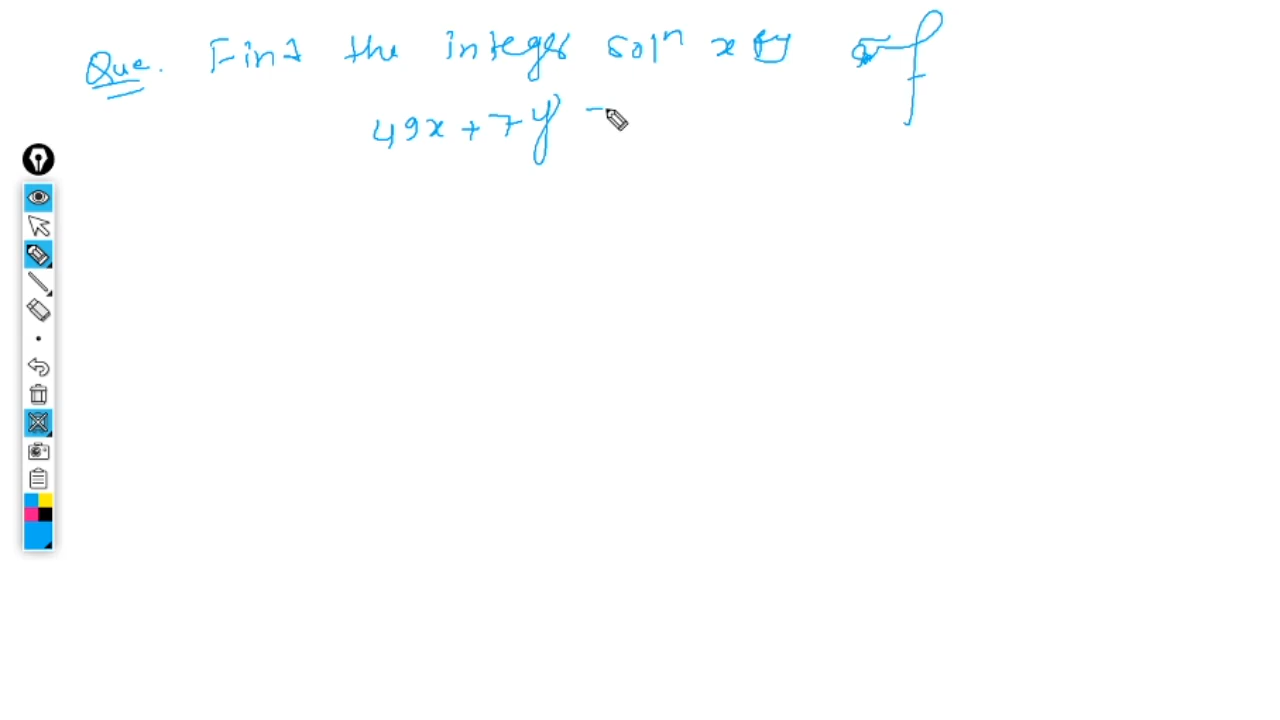 Que. Find the integer solⁿ x & y of
49x + 7y